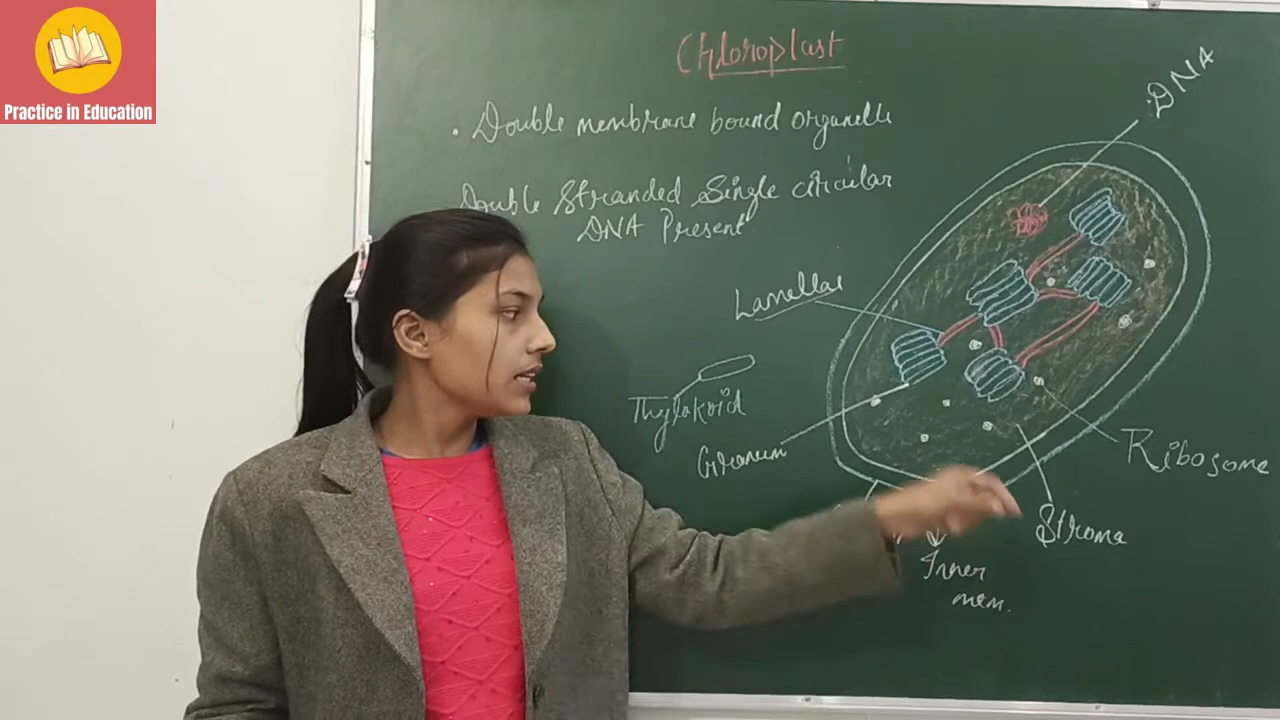 Practice in Education
Chloroplast
• Double membrane bound organelle
Double Stranded Single circular
DNA Present
DNA
Lamellae
Thylakoid
Granum
Ribosome
Stroma
Inner
mem.